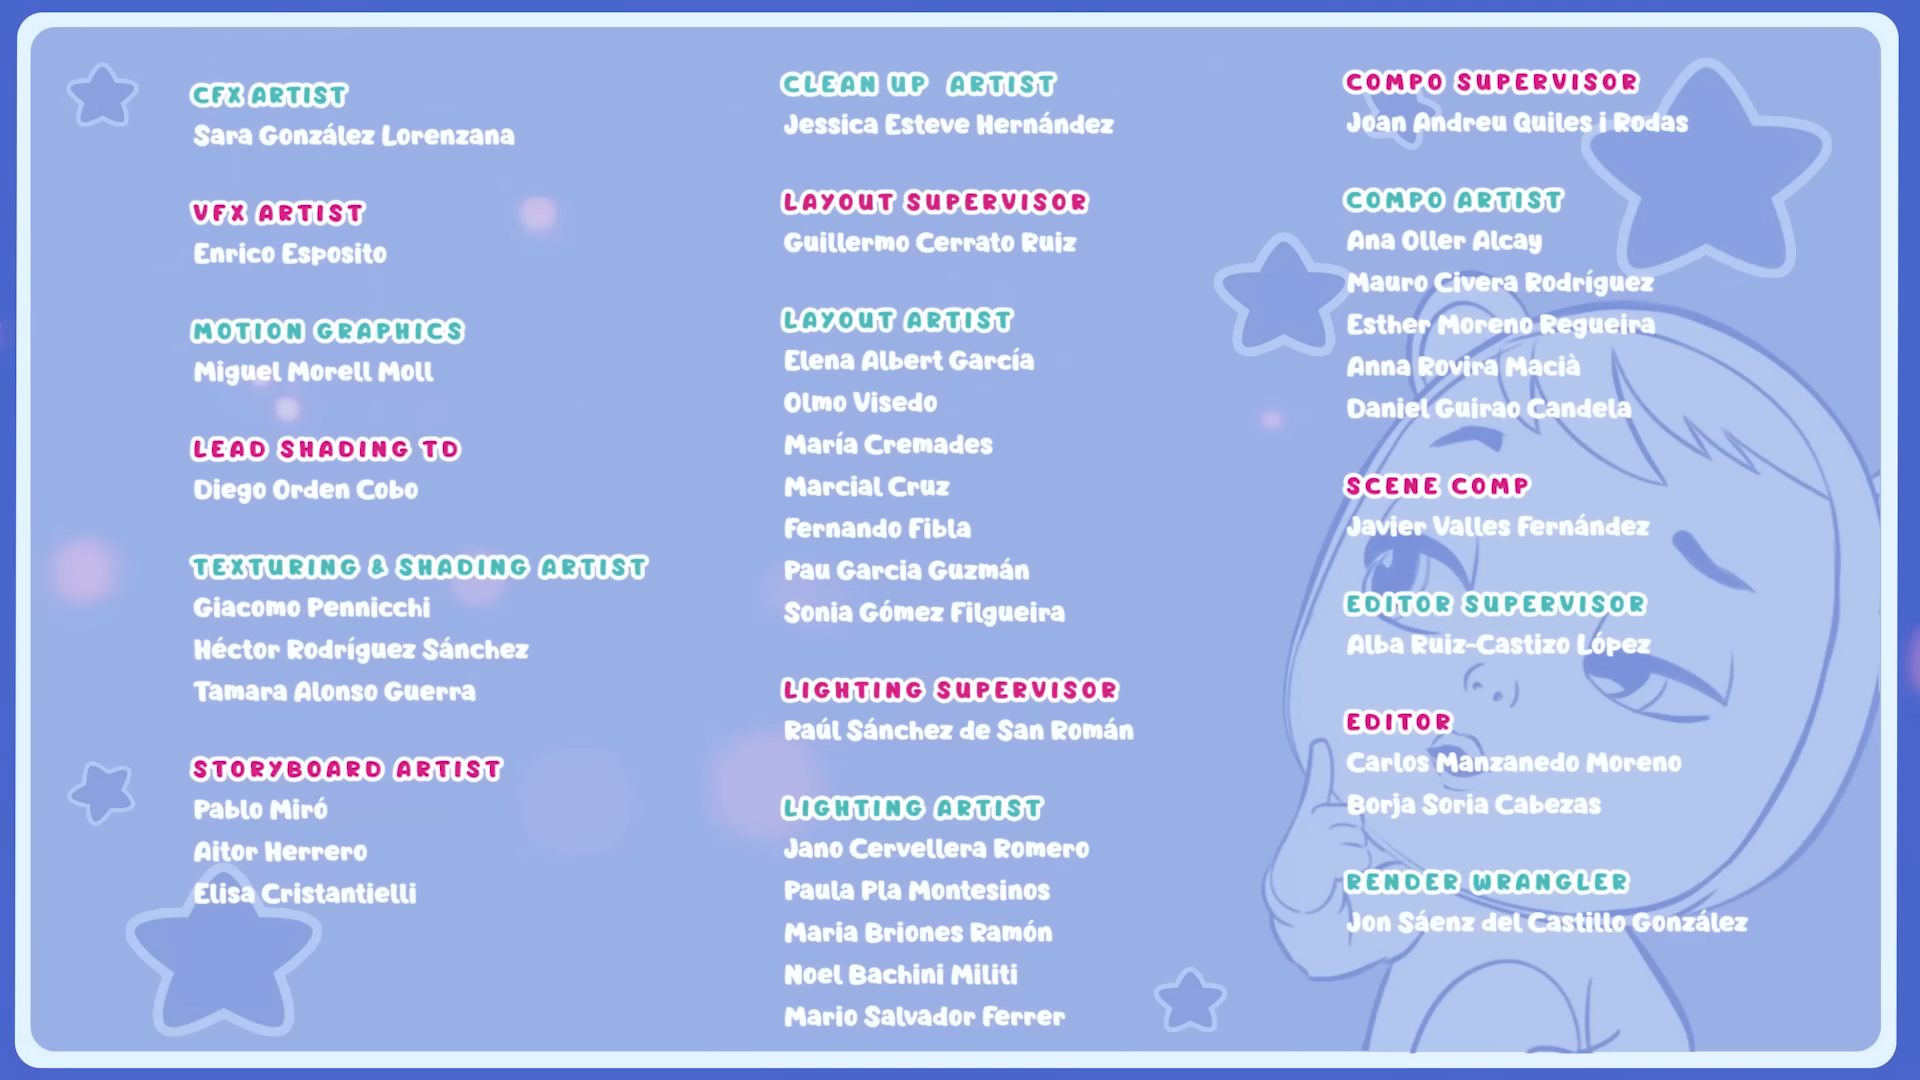 CFX ARTIST
Sara González Lorenzana
VFX ARTIST
Enrico Esposito
MOTION GRAPHICS
Miguel Morell Moll
LEAD SHADING TD
Diego Orden Cobo
TEXTURING & SHADING ARTIST
Giacomo Pennicchi
Héctor Rodríguez Sánchez
Tamara Alonso Guerra
STORYBOARD ARTIST
Pablo Miró
Aitor Herrero
Elisa Cristantielli
CLEAN UP ARTIST
Jessica Esteve Hernández
LAYOUT SUPERVISOR
Guillermo Cerrato Ruiz
LAYOUT ARTIST
Elena Albert García
Olmo Visedo
María Cremades
Marcial Cruz
Fernando Fibla
Pau Garcia Guzmán
Sonia Gómez Filgueira
LIGHTING SUPERVISOR
Raúl Sánchez de San Román
LIGHTING ARTIST
Jano Cervellera Romero
Paula Pla Montesinos
Maria Briones Ramón
Noel Bachini Militi
Mario Salvador Ferrer
COMPO SUPERVISOR
Joan Andreu Quiles i Rodas
COMPO ARTIST
Ana Oller Alcay
Mauro Civera Rodríguez
Esther Moreno Regueira
Anna Rovira Macià
Daniel Guirao Candela
SCENE COMP
Javier Valles Fernández
EDITOR SUPERVISOR
Alba Ruiz-Castizo López
EDITOR
Carlos Manzanedo Moreno
Borja Soria Cabezas
RENDER WRANGLER
Jon Sáenz del Castillo González